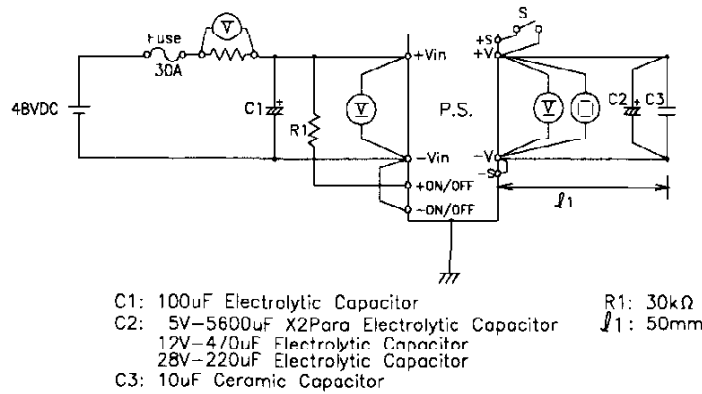 S
Fuse
30A
V
+S
+V
+Vin
48VDC
C1
+
R1
V
P.S.
V
C2
+
C3
-Vin
-V
-S
+ON/OFF
-ON/OFF
ℓ1
C1: 100uF Electrolytic Capacitor
R1: 30kΩ
C2: 5V-5600uF X2Para Electrolytic Capacitor
ℓ1: 50mm
12V-470uF Electrolytic Capacitor
28V-220uF Electrolytic Capacitor
C3: 10uF Ceramic Capacitor